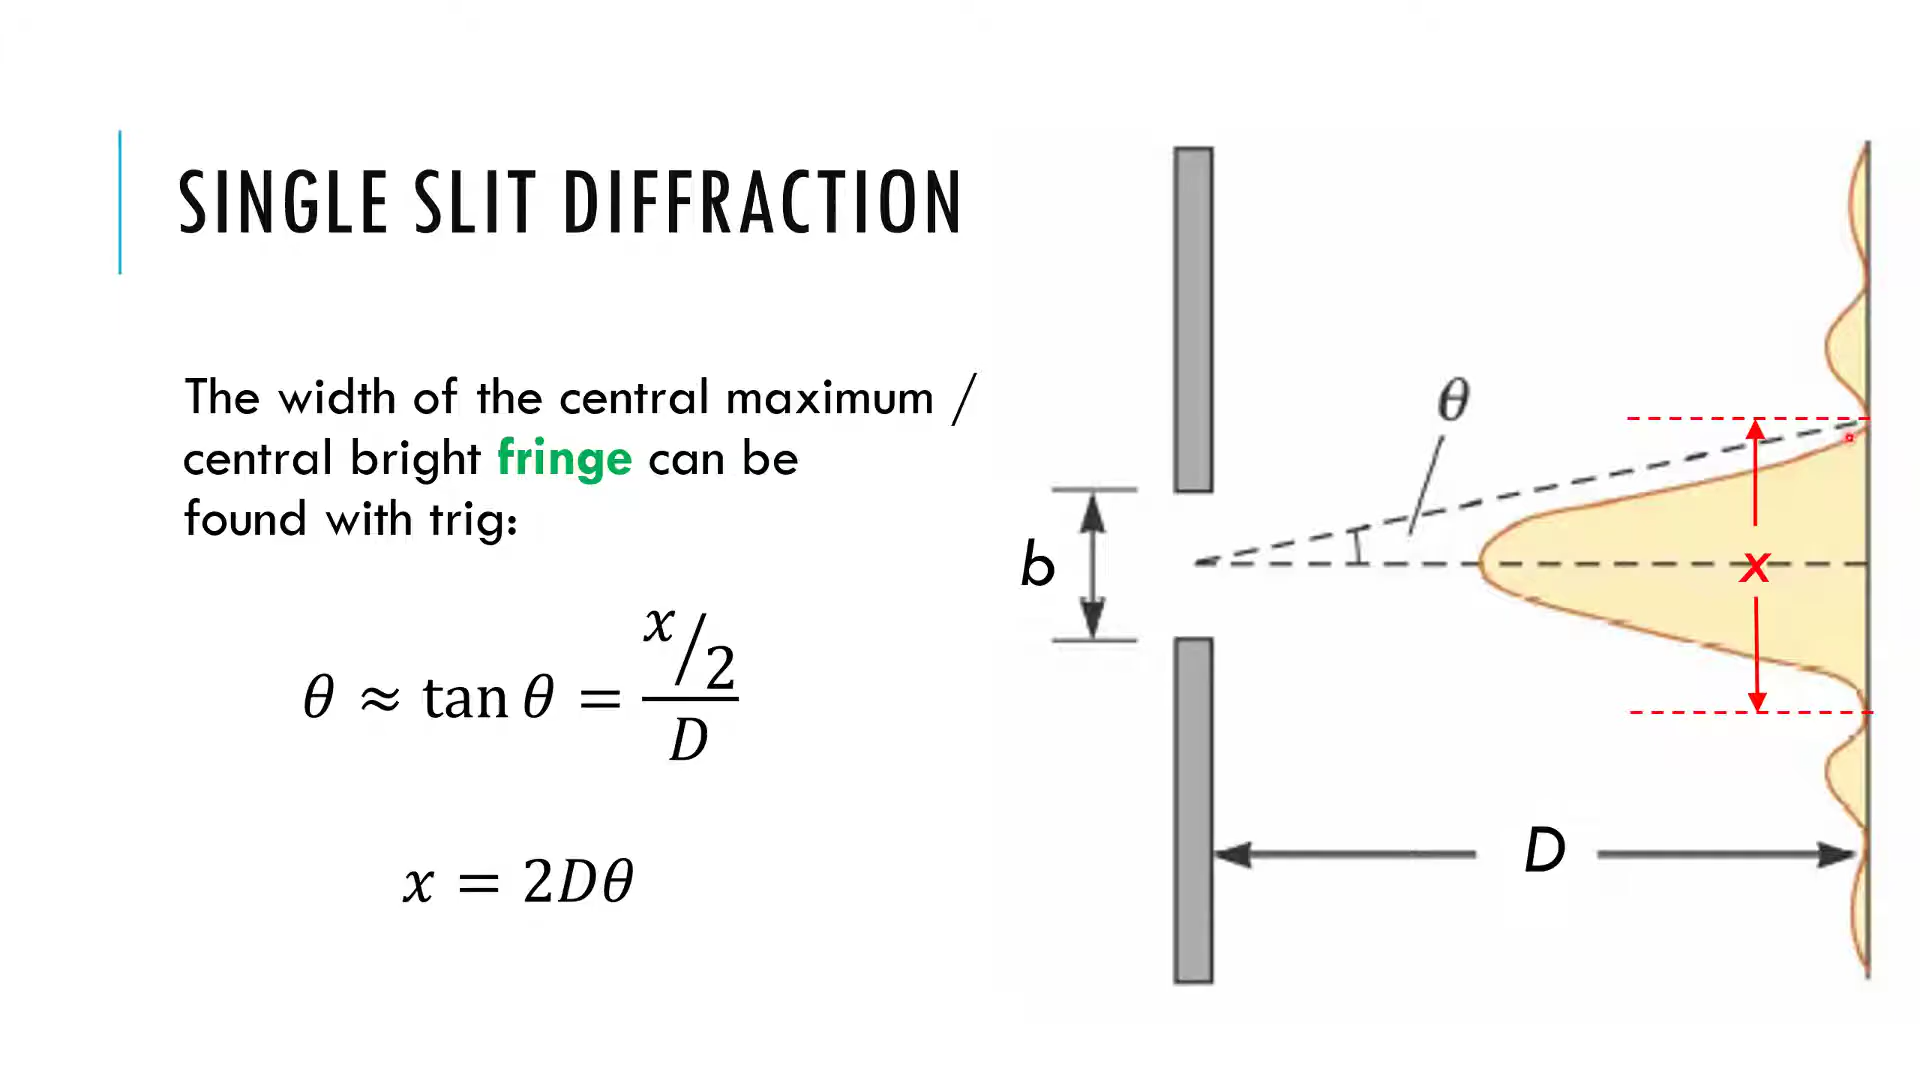 SINGLE SLIT DIFFRACTION
The width of the central maximum /
central bright fringe can be
found with trig:
θ ≈ tan θ = (x/2)/D
x = 2Dθ
θ
b
x
D